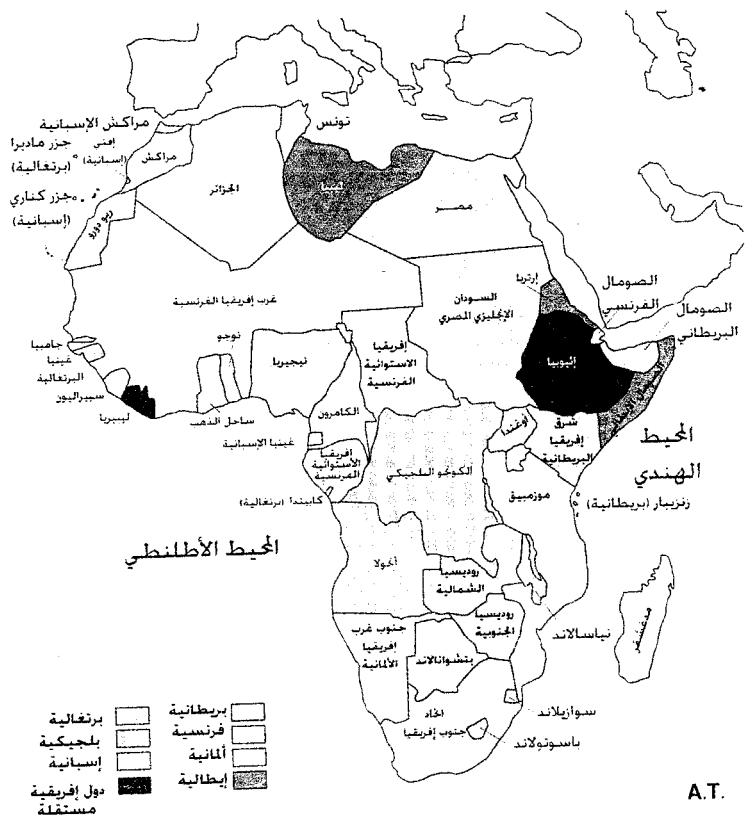 مراكش الإسبانية
إفني
(إسبانية)
جزر ماديرا
(برتغالية)
مراكش
جزر كناري
(إسبانية)
ريو دورو
تونس
الجزائر
ليبيا
مصر
غرب إفريقيا الفرنسية
السودان
الإنجليزي المصري
إرتريا
الصومال
الفرنسي
الصومال
البريطاني
إثيوبيا
جامبيا
غينيا
البرتغالية
سيراليون
ليبيريا
توجو
ساحل الذهب
نيجيريا
إفريقيا
الاستوائية
الفرنسية
الكامرون
غينيا الإسبانية
إفريقيا
الأستوائية
الفرنسية
كابيندا (برتغالية)
الكونجو البلجيكي
أوغندا
شرق
إفريقيا
البريطانية
المحيط
الهندي
زنزيبار (بريطانية)
موزمبيق
المحيط الأطلنطي
أنجولا
روديسيا
الشمالية
روديسيا
الجنوبية
نياسالاند
مدغشقر
جنوب غرب
إفريقيا
الألمانية
بتشوانالاند
اتحاد
جنوب إفريقيا
سوازيلاند
باسوتولاند
بريطانية
فرنسية
ألمانية
إيطالية
برتغالية
بلجيكية
إسبانية
دول إفريقية
مستقلة
A.T.